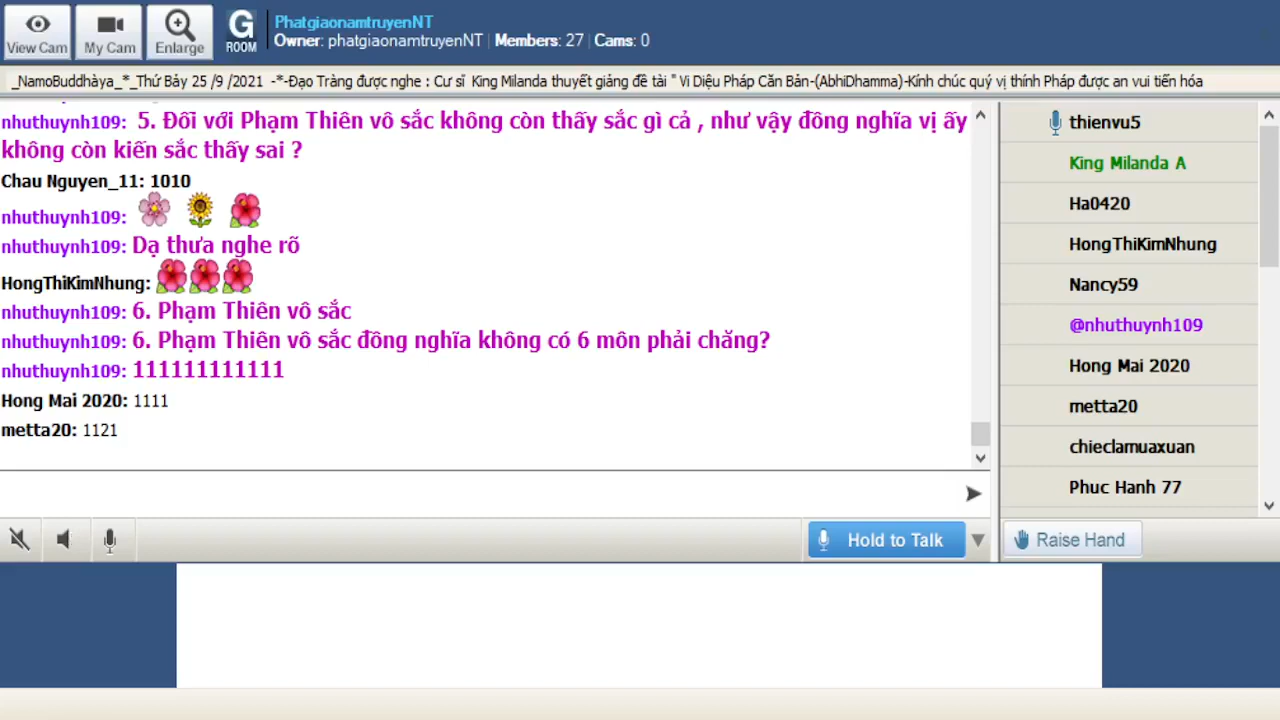 View Cam
My Cam
Enlarge
G
ROOM
PhatgiaonamtruyenNT
Owner: phatgiaonamtruyenNT | Members: 27 | Cams: 0
_NamoBuddhàya_*_Thứ Bảy 25 /9 /2021 -*-Đạo Tràng được nghe : Cư sĩ King Milanda thuyết giảng đề tài " Vi Diệu Pháp Căn Bản-(AbhiDhamma)-Kính chúc quý vị thính Pháp được an vui tiến hóa
nhuthuynh109: 5. Đối với Phạm Thiên vô sắc không còn thấy sắc gì cả , như vậy đồng nghĩa vị ấy
không còn kiến sắc thấy sai ?
Chau Nguyen_11: 1010
nhuthuynh109:
nhuthuynh109: Dạ thưa nghe rõ
HongThiKimNhung:
nhuthuynh109: 6. Phạm Thiên vô sắc
nhuthuynh109: 6. Phạm Thiên vô sắc đồng nghĩa không có 6 môn phải chăng?
nhuthuynh109: 111111111111
Hong Mai 2020: 1111
metta20: 1121
thienvu5
King Milanda A
Ha0420
HongThiKimNhung
Nancy59
@nhuthuynh109
Hong Mai 2020
metta20
chieclamuaxuan
Phuc Hanh 77
Hold to Talk
Raise Hand